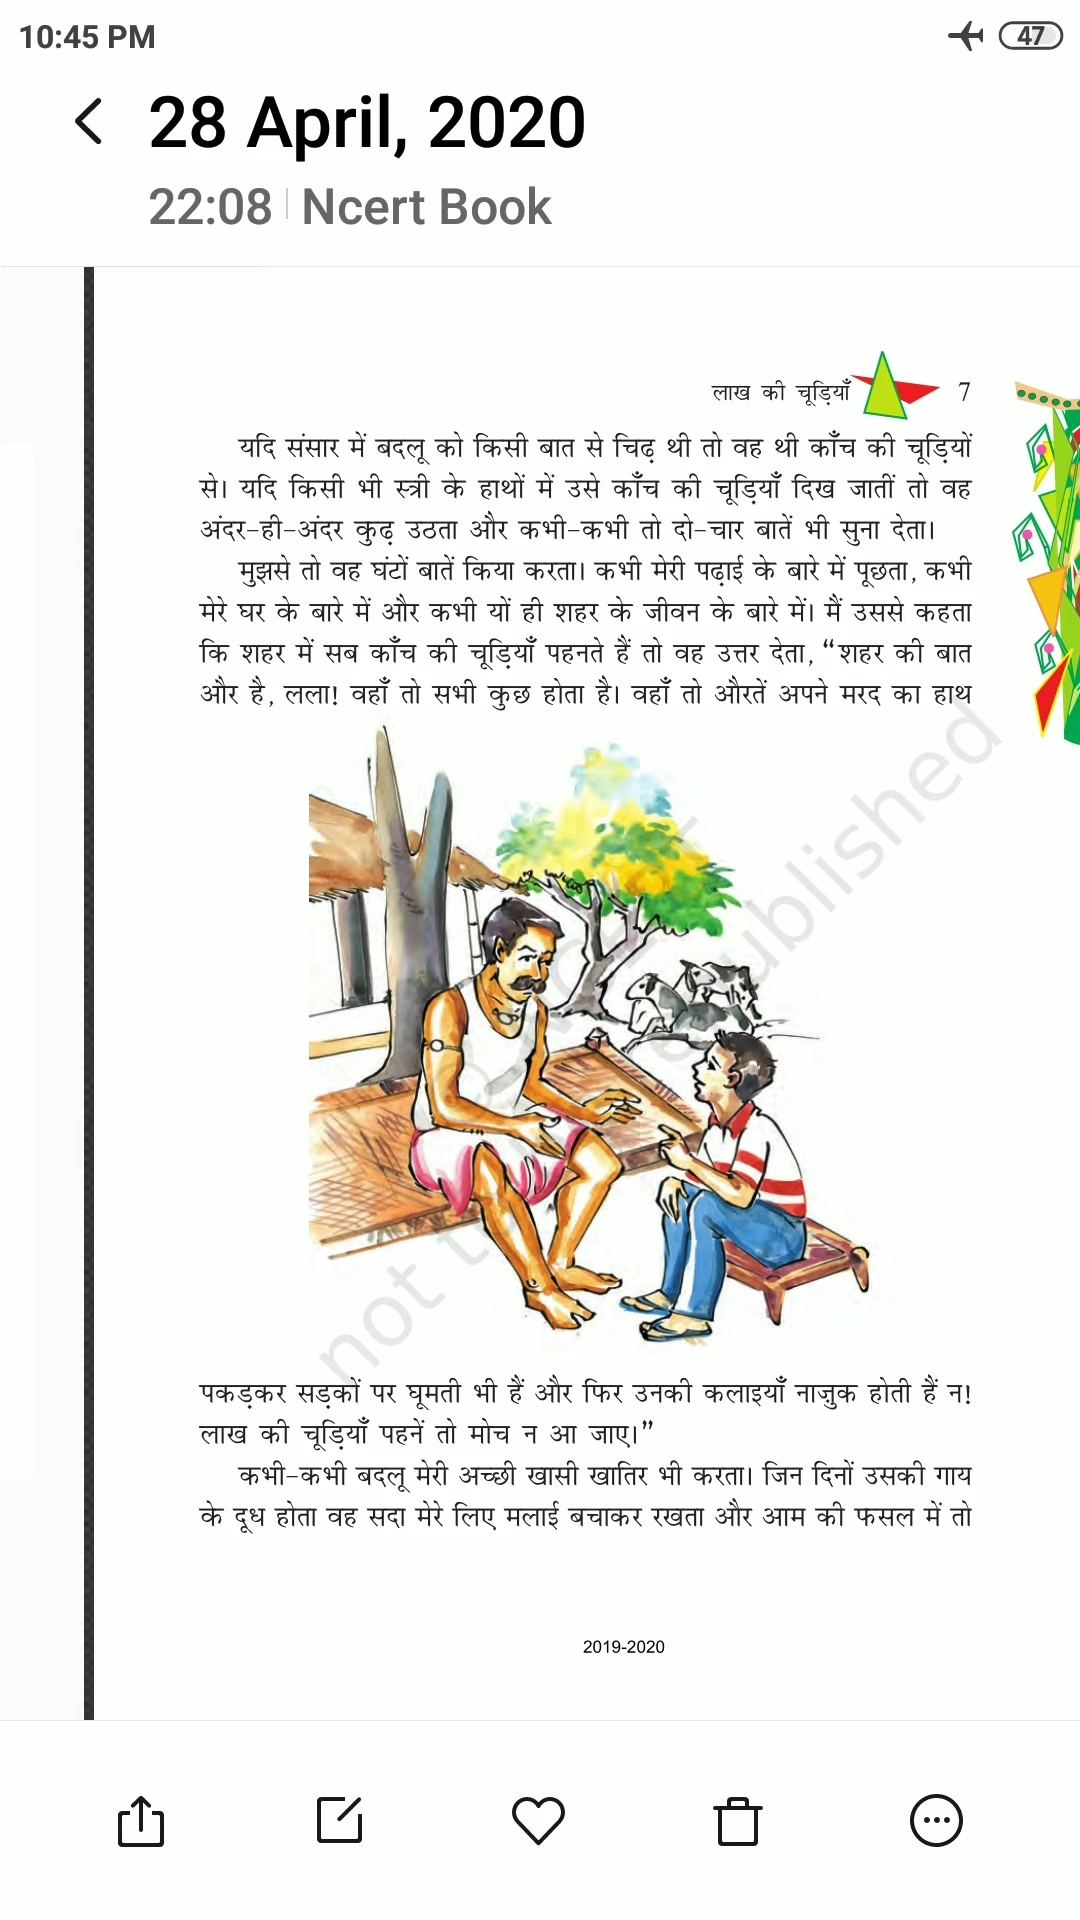 10:45 PM
47
28 April, 2020
22:08 | Ncert Book
लाख की चूड़ियाँ 7
यदि संसार में बदलू को किसी बात से चिढ़ थी तो वह थी काँच की चूड़ियों
से। यदि किसी भी स्त्री के हाथों में उसे काँच की चूड़ियाँ दिख जातीं तो वह
अंदर-ही-अंदर कुढ़ उठता और कभी-कभी तो दो-चार बातें भी सुना देता।
मुझसे तो वह घंटों बातें किया करता। कभी मेरी पढ़ाई के बारे में पूछता, कभी
मेरे घर के बारे में और कभी यों ही शहर के जीवन के बारे में। मैं उससे कहता
कि शहर में सब काँच की चूड़ियाँ पहनते हैं तो वह उत्तर देता, “शहर की बात
और है, लला! वहाँ तो सभी कुछ होता है। वहाँ तो औरतें अपने मरद का हाथ
पकड़कर सड़कों पर घूमती भी हैं और फिर उनकी कलाइयाँ नाज़ुक होती हैं न!
लाख की चूड़ियाँ पहनें तो मोच न आ जाए।”
कभी-कभी बदलू मेरी अच्छी खासी खातिर भी करता। जिन दिनों उसकी गाय
के दूध होता वह सदा मेरे लिए मलाई बचाकर रखता और आम की फसल में तो
2019-2020